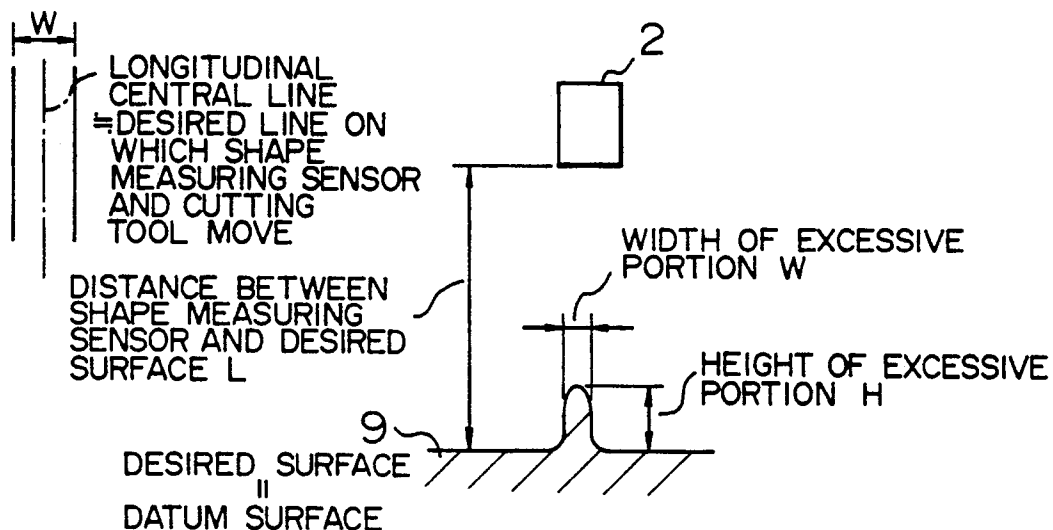 W
LONGITUDINAL
CENTRAL LINE
≒DESIRED LINE ON
WHICH SHAPE
MEASURING SENSOR
AND CUTTING
TOOL MOVE
2
DISTANCE BETWEEN
SHAPE MEASURING
SENSOR AND DESIRED
SURFACE L
WIDTH OF EXCESSIVE
PORTION W
HEIGHT OF EXCESSIVE
PORTION H
9
DESIRED SURFACE
=
DATUM SURFACE